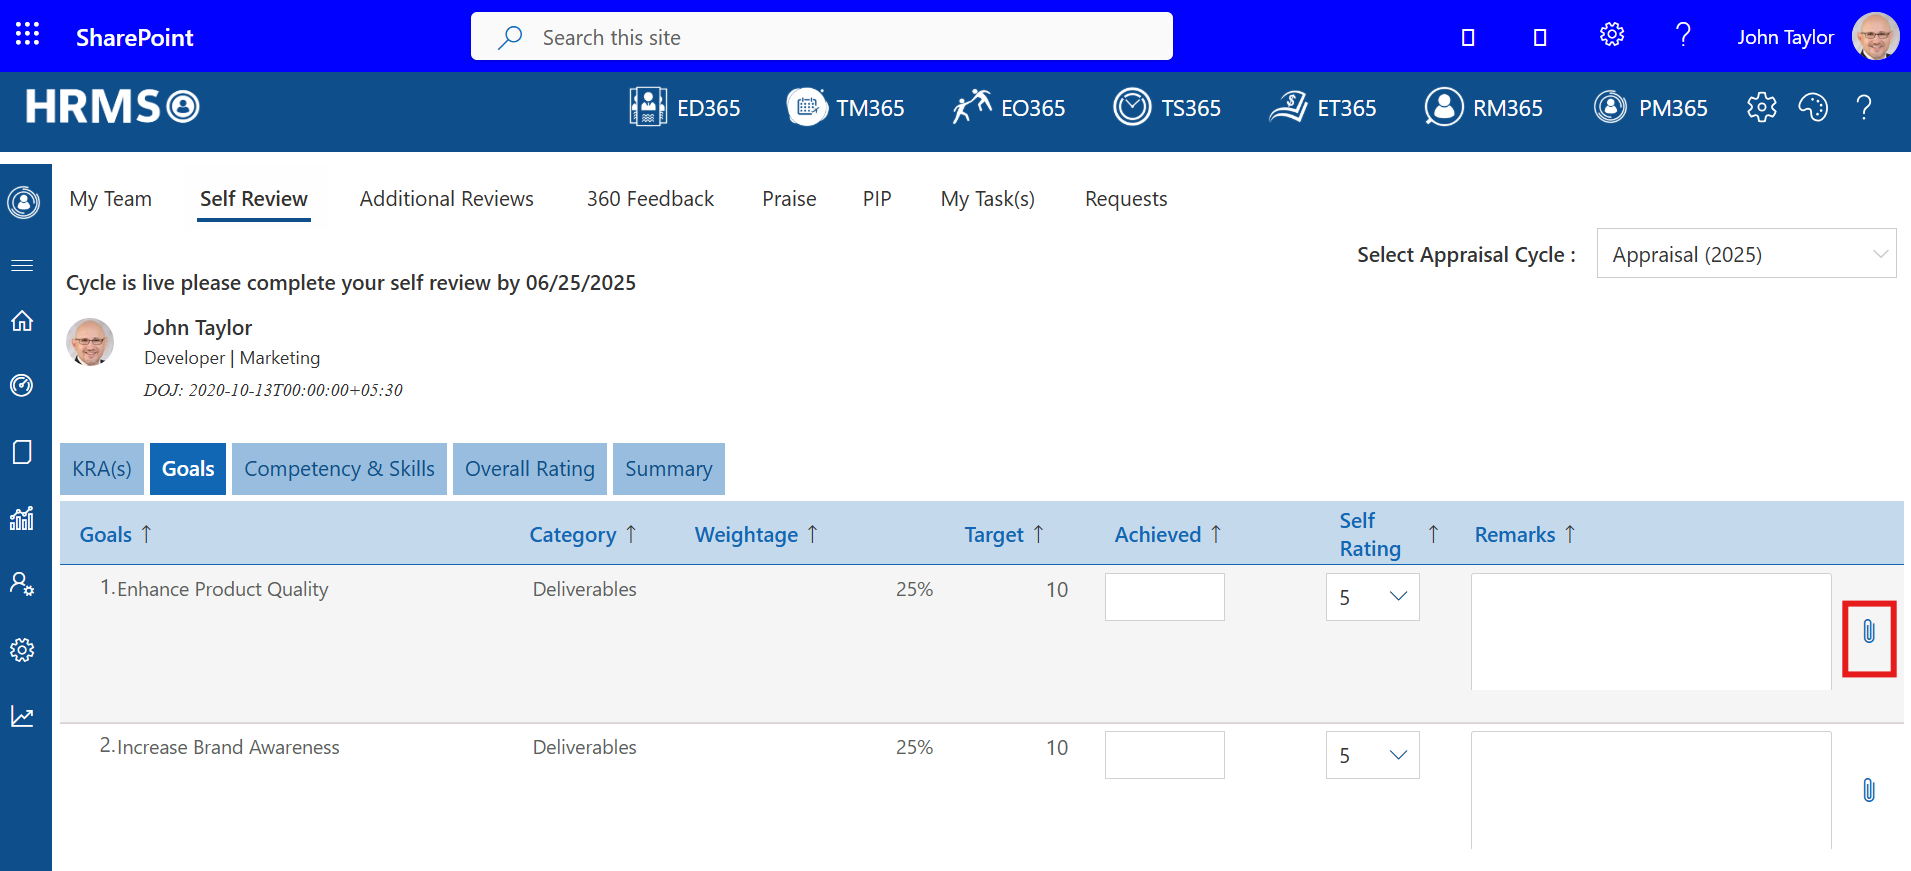 SharePoint
Search this site
John Taylor
HRMS
ED365
TM365
EO365
TS365
ET365
RM365
PM365
My Team
Self Review
Additional Reviews
360 Feedback
Praise
PIP
My Task(s)
Requests
Select Appraisal Cycle :
Appraisal (2025)
Cycle is live please complete your self review by 06/25/2025
John Taylor
Developer | Marketing
DOJ: 2020-10-13T00:00:00+05:30
KRA(s)
Goals
Competency & Skills
Overall Rating
Summary
Goals ↑
Category ↑
Weightage ↑
Target ↑
Achieved ↑
Self
Rating ↑
Remarks ↑
1. Enhance Product Quality
Deliverables
25%
10
5
2. Increase Brand Awareness
Deliverables
25%
10
5